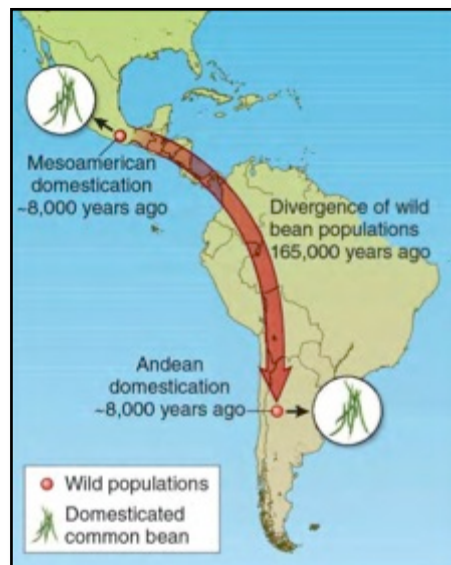 Mesoamerican
domestication
~8,000 years ago
Divergence of wild
bean populations
165,000 years ago
Andean
domestication
~8,000 years ago
Wild populations
Domesticated
common bean